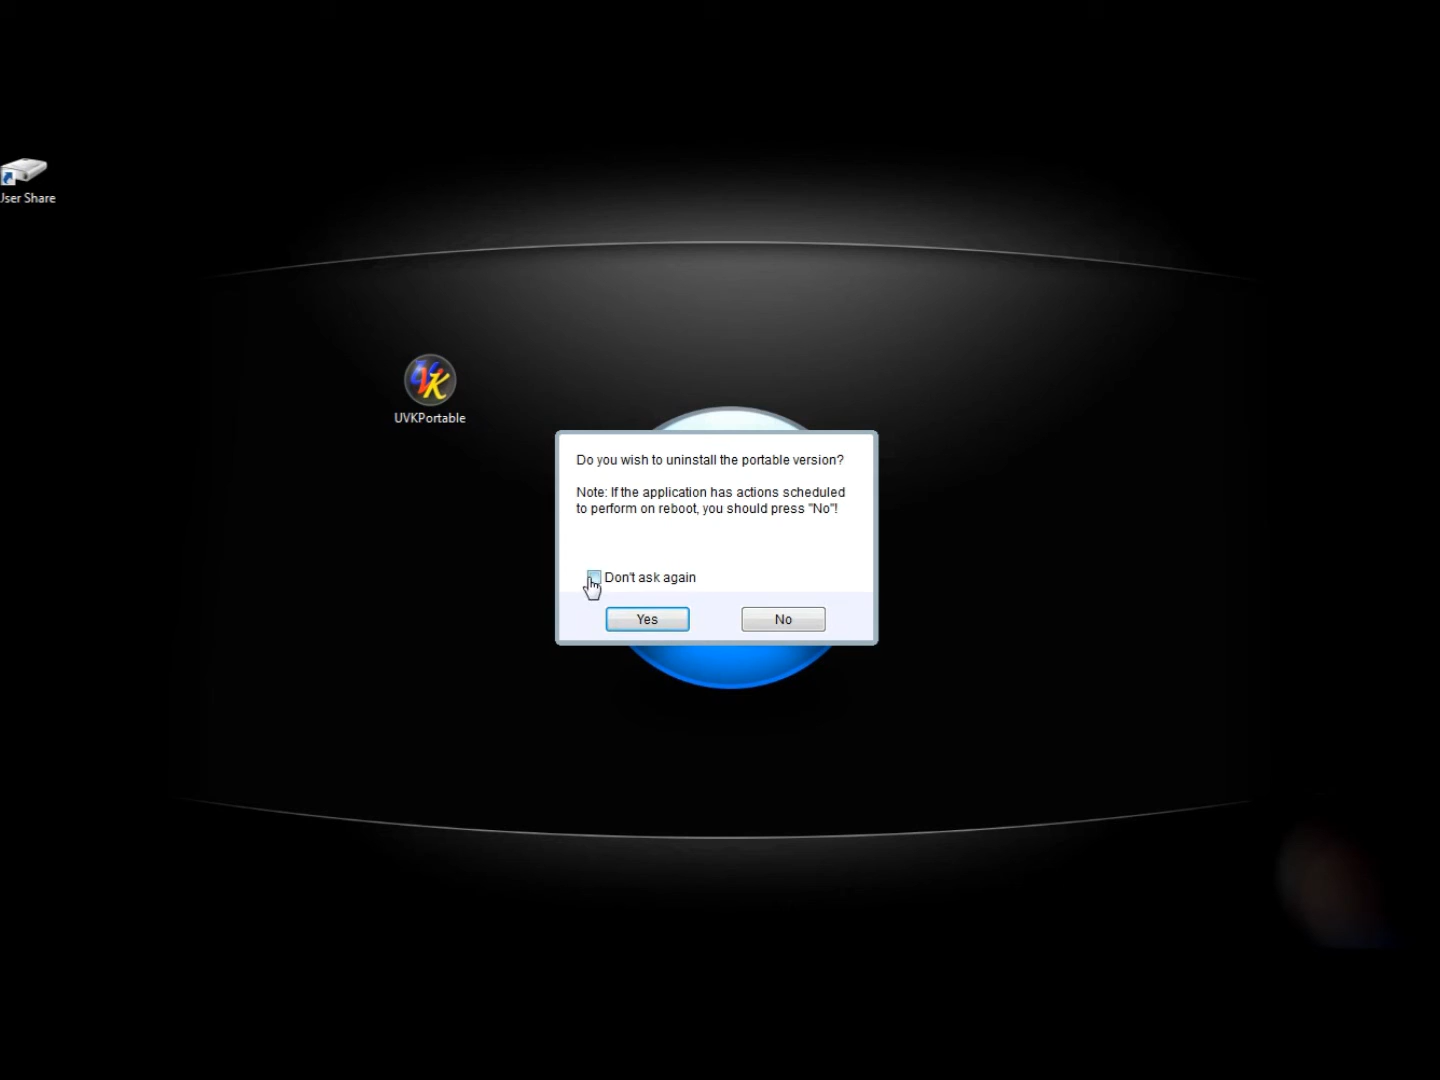 User Share
UVK
UVKPortable
Do you wish to uninstall the portable version?
Note: If the application has actions scheduled
to perform on reboot, you should press "No"!
Don't ask again
Yes
No